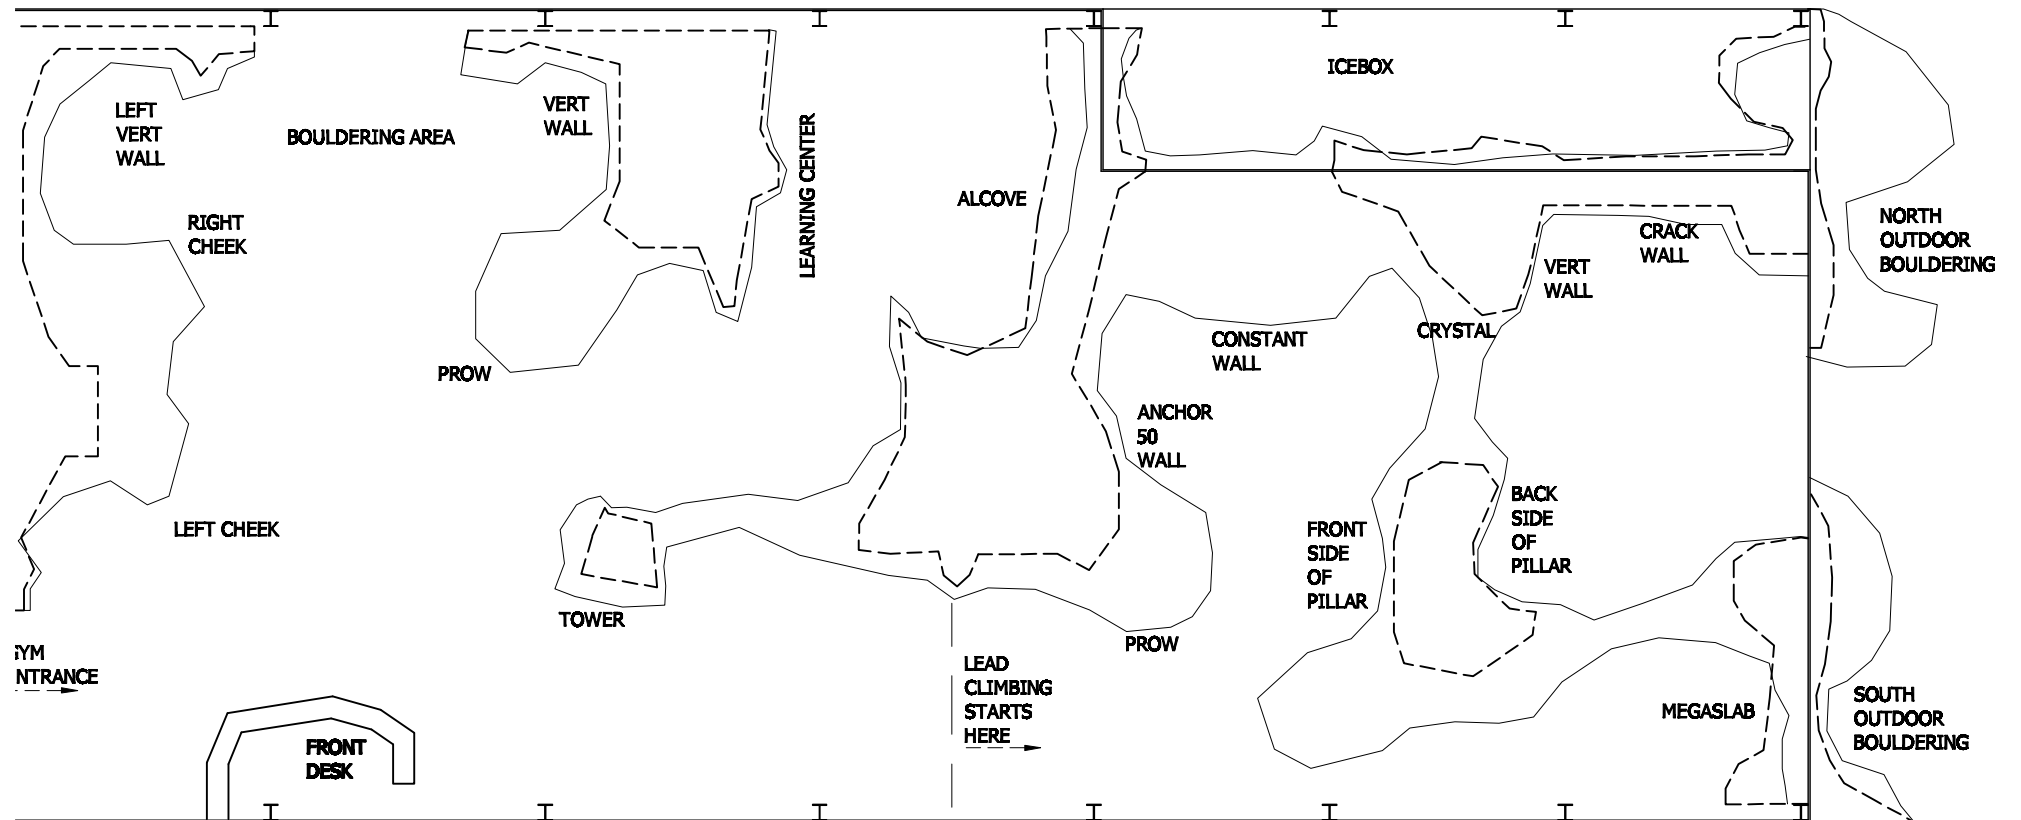 LEFT
VERT
WALL
BOULDERING AREA
RIGHT
CHEEK
LEFT CHEEK
VERT
WALL
PROW
LEARNING CENTER
ALCOVE
ICEBOX
CRACK
WALL
VERT
WALL
CRYSTAL
CONSTANT
WALL
ANCHOR
50
WALL
NORTH
OUTDOOR
BOULDERING
BACK
SIDE
OF
PILLAR
FRONT
SIDE
OF
PILLAR
TOWER
PROW
LEAD
CLIMBING
STARTS
HERE
MEGASLAB
SOUTH
OUTDOOR
BOULDERING
YM
NTRANCE
FRONT
DESK